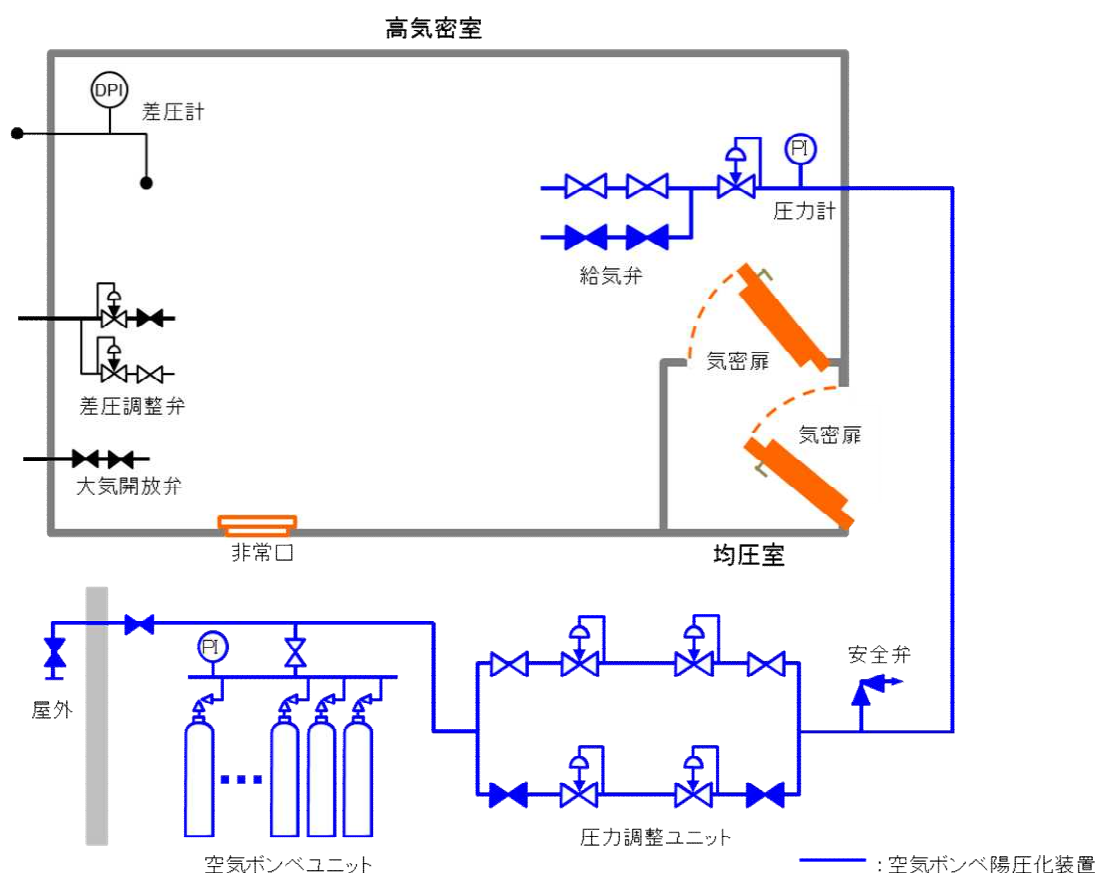 高気密室
DPI
差圧計
PI
圧力計
給気弁
気密扉
差圧調整弁
気密扉
大気開放弁
非常口
均圧室
PI
安全弁
屋外
圧力調整ユニット
空気ボンベユニット
：空気ボンベ陽圧化装置